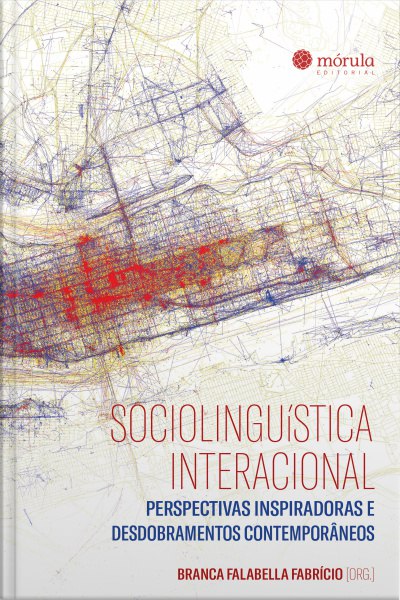 mórula
EDITORIAL
SOCIOLINGUíSTICA
INTERACIONAL
PERSPECTIVAS INSPIRADORAS E
DESDOBRAMENTOS CONTEMPORÂNEOS
BRANCA FALABELLA FABRÍCIO [ORG.]